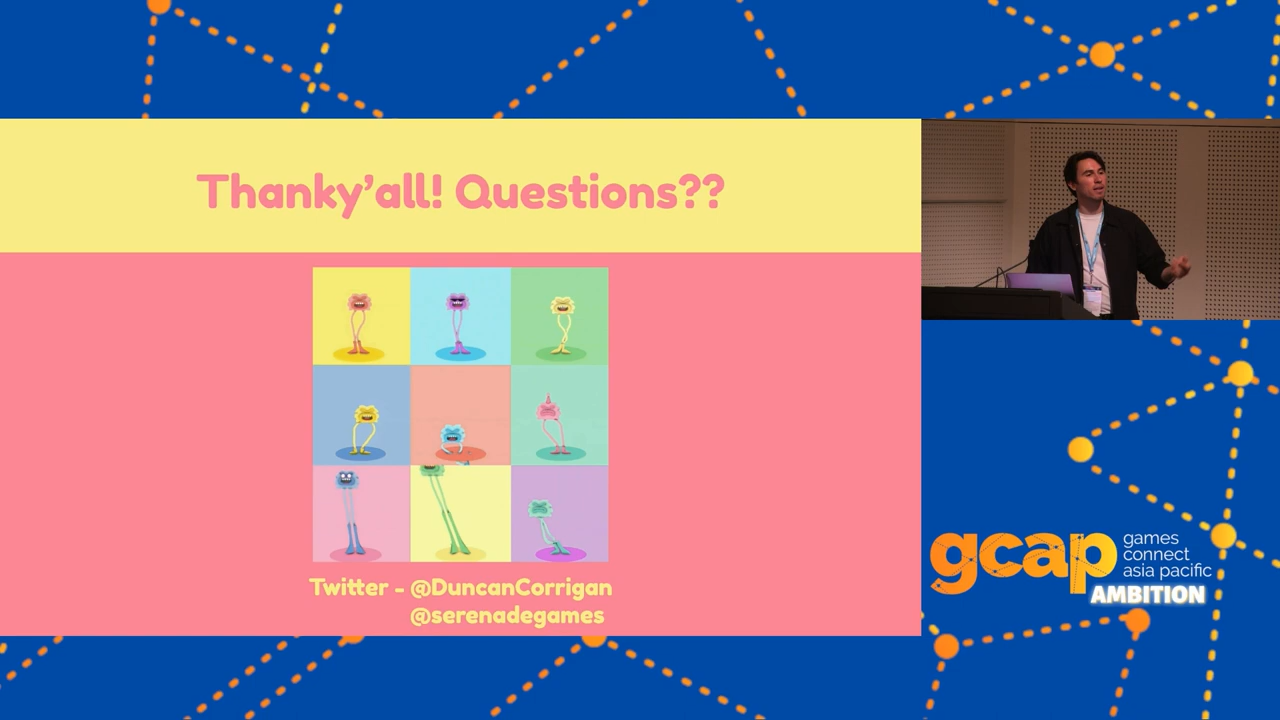 Thanky'all! Questions??
Twitter - @DuncanCorrigan
@serenadegames
gcap
games
connect
asia pacific
AMBITION